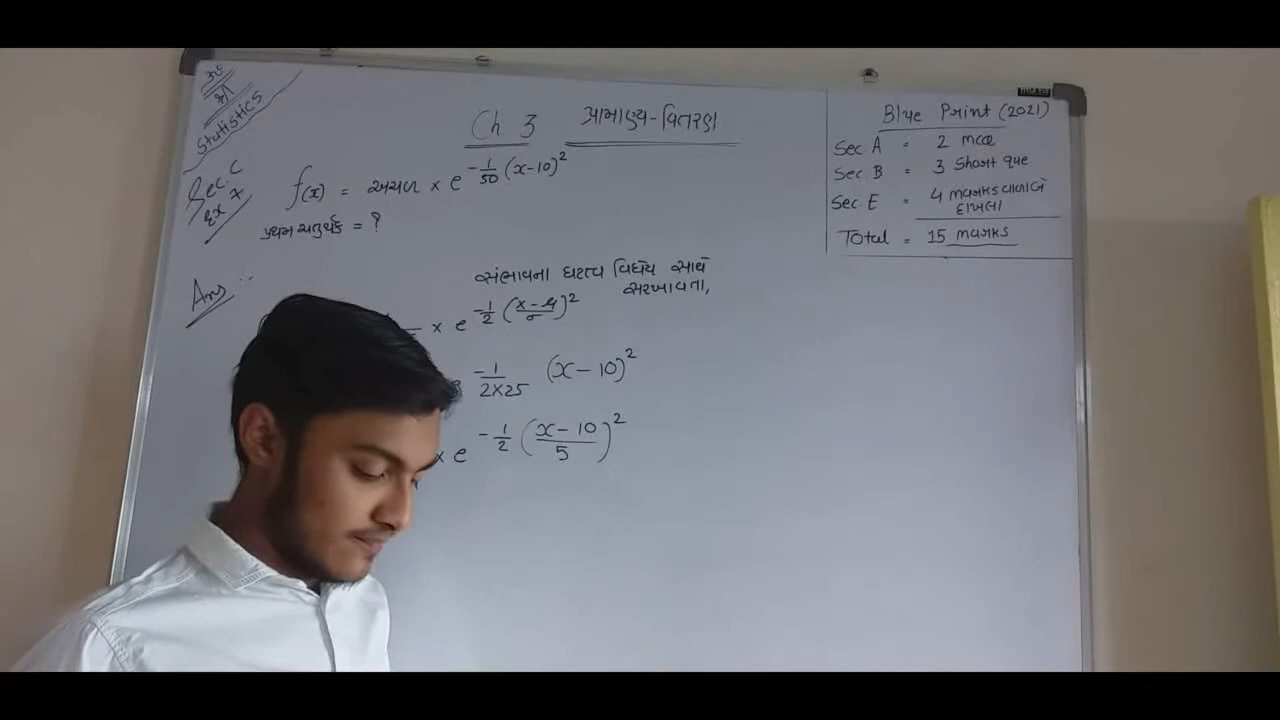 Statistics
Ch 3 પ્રામાણ્ય-વિતરણ
Sec. C
f(x) = અચળ × e^{-1/50 (x-10)^2}
પ્રથમ ચતુર્થક = ?
Ans :-
સંભાવના ઘટત્વ વિધેય સાથે
સરખાવતા,
× e^{-1/2 ((x-μ)/σ)^2}
-1/(2×25) (x-10)^2
× e^{-1/2 ((x-10)/5)^2}
Blue Print (2021)
Sec. A = 2 mcq
Sec. B = 3 Short que
Sec. E = 4 marks વાળા બે
દાખલા
Total = 15 marks